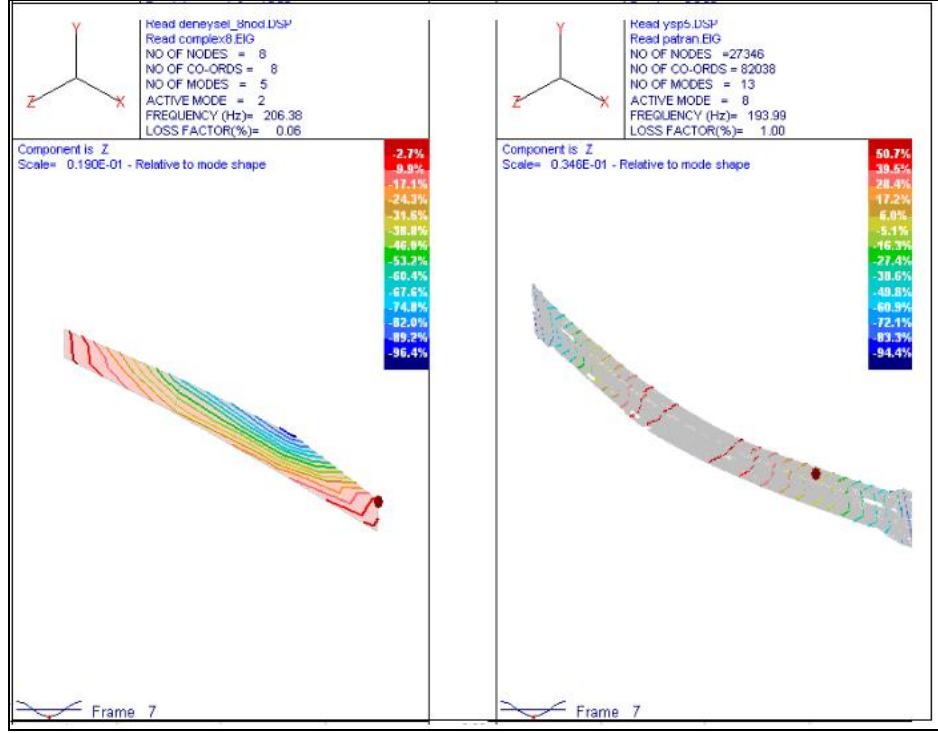 Y
Z
X
Read deneysel_8nod.DSP
Read complex8.EIG
NO OF NODES = 8
NO OF CO-ORDS = 8
NO OF MODES = 5
ACTIVE MODE = 2
FREQUENCY (Hz)= 206.38
LOSS FACTOR(%)= 0.06
Component is Z
Scale= 0.190E-01 - Relative to mode shape
-2.7%
-17.1%
-24.3%
-31.6%
-38.8%
-46.0%
-53.2%
-60.4%
-67.6%
-74.8%
-82.0%
-89.2%
-96.4%
Frame 7
Y
Z
X
Read ysp5.DSP
Read patran.EIG
NO OF NODES =27346
NO OF CO-ORDS = 82038
NO OF MODES = 13
ACTIVE MODE = 8
FREQUENCY (Hz)= 193.99
LOSS FACTOR(%)= 1.00
Component is Z
Scale= 0.346E-01 - Relative to mode shape
50.7%
39.5%
28.4%
17.2%
6.0%
-5.1%
-16.3%
-27.4%
-38.6%
-49.8%
-60.9%
-72.1%
-83.3%
-94.4%
Frame 7